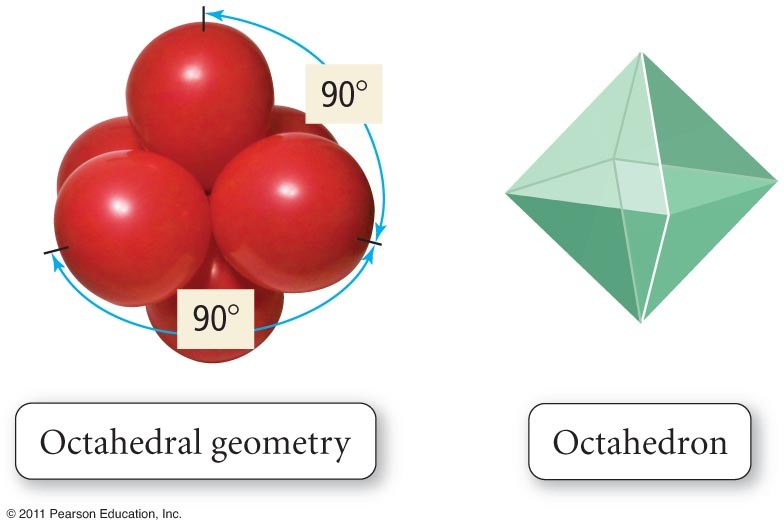 90°
90°
Octahedral geometry
Octahedron
© 2011 Pearson Education, Inc.